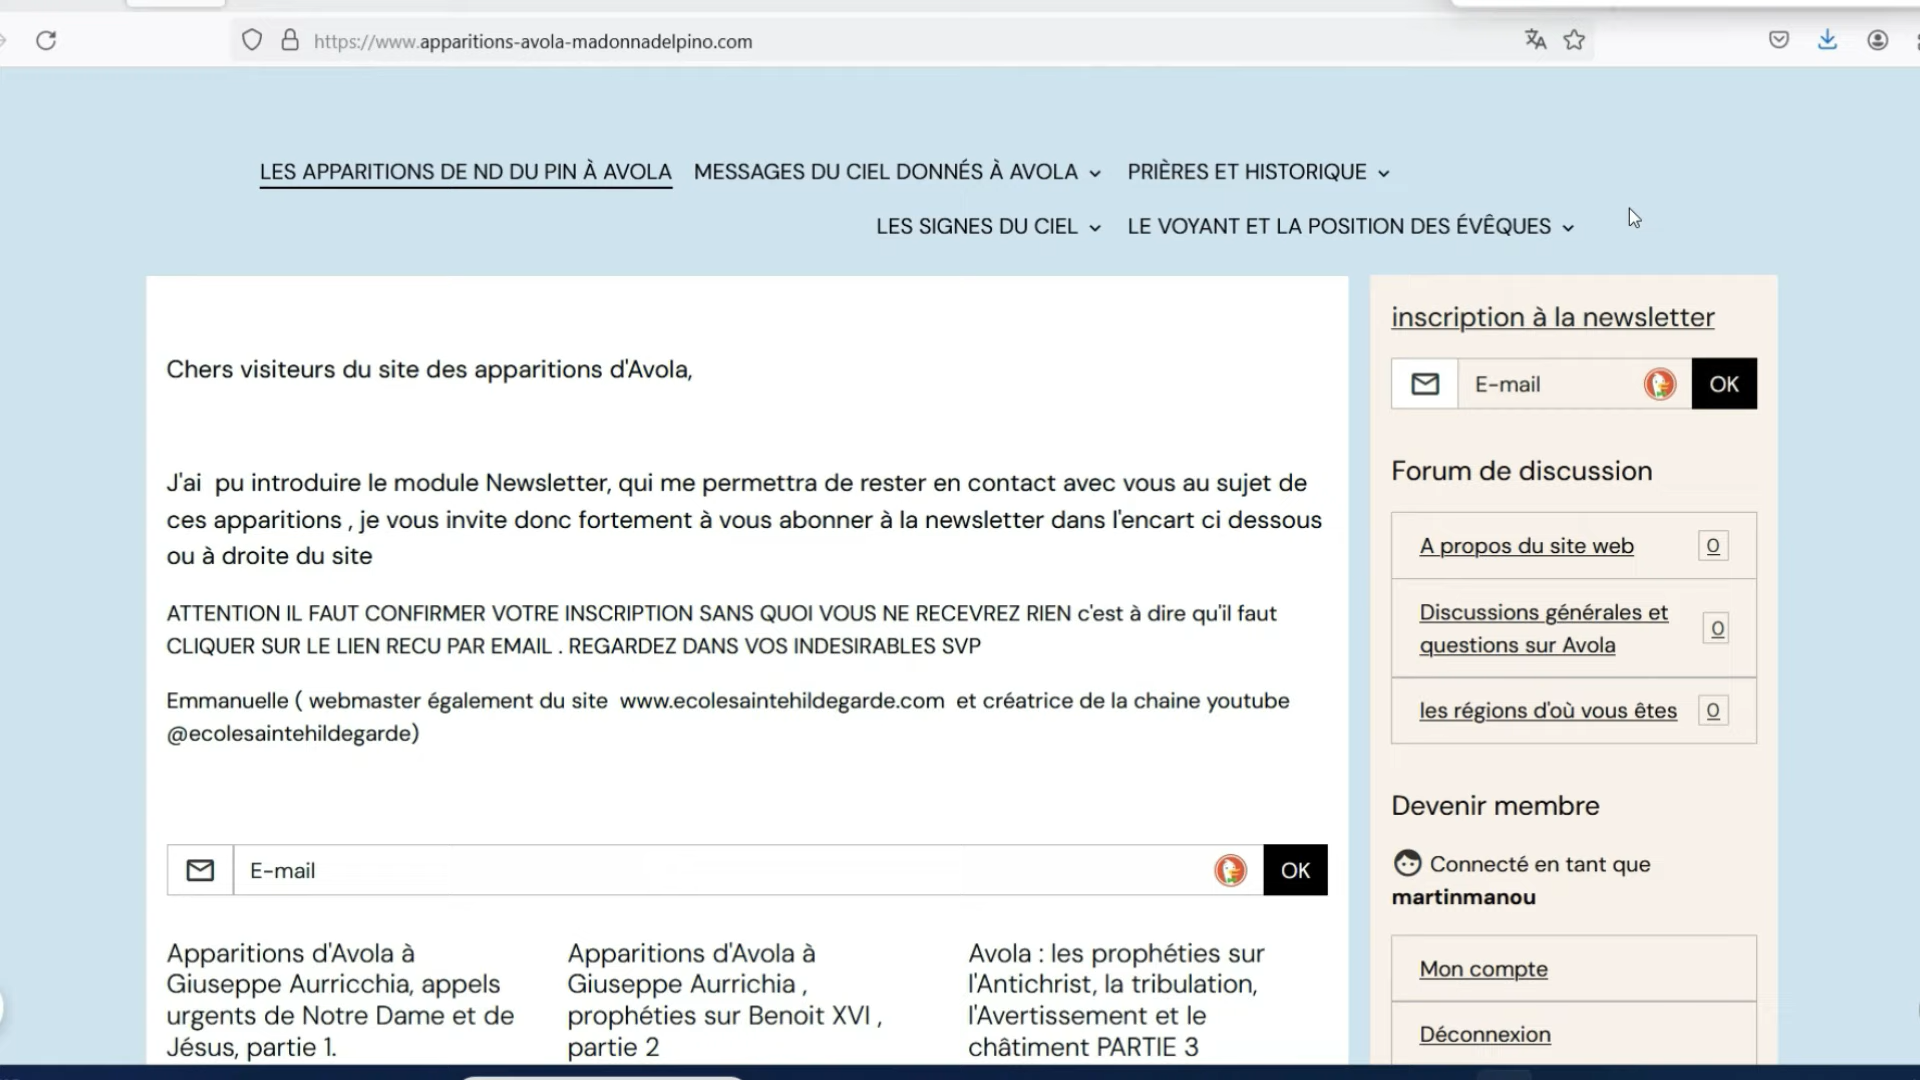 https://www.apparitions-avola-madonnadelpino.com
LES APPARITIONS DE ND DU PIN À AVOLA MESSAGES DU CIEL DONNÉS À AVOLA PRIÈRES ET HISTORIQUE
LES SIGNES DU CIEL LE VOYANT ET LA POSITION DES ÉVÊQUES
Chers visiteurs du site des apparitions d'Avola,
J'ai  pu introduire le module Newsletter, qui me permettra de rester en contact avec vous au sujet de
ces apparitions , je vous invite donc fortement à vous abonner à la newsletter dans l'encart ci dessous
ou à droite du site
ATTENTION IL FAUT CONFIRMER VOTRE INSCRIPTION SANS QUOI VOUS NE RECEVREZ RIEN c'est à dire qu'il faut
CLIQUER SUR LE LIEN RECU PAR EMAIL . REGARDEZ DANS VOS INDESIRABLES SVP
Emmanuelle ( webmaster également du site  www.ecolesaintehildegarde.com  et créatrice de la chaine youtube
@ecolesaintehildegarde)
E-mail OK
Apparitions d'Avola à
Giuseppe Aurricchia, appels
urgents de Notre Dame et de
Jésus, partie 1.
Apparitions d'Avola à
Giuseppe Aurrichia ,
prophéties sur Benoit XVI ,
partie 2
Avola : les prophéties sur
l'Antichrist, la tribulation,
l'Avertissement et le
châtiment PARTIE 3
inscription à la newsletter
E-mail OK
Forum de discussion
A propos du site web 0
Discussions générales et
questions sur Avola 0
les régions d'où vous êtes 0
Devenir membre
Connecté en tant que
martinmanou
Mon compte
Déconnexion